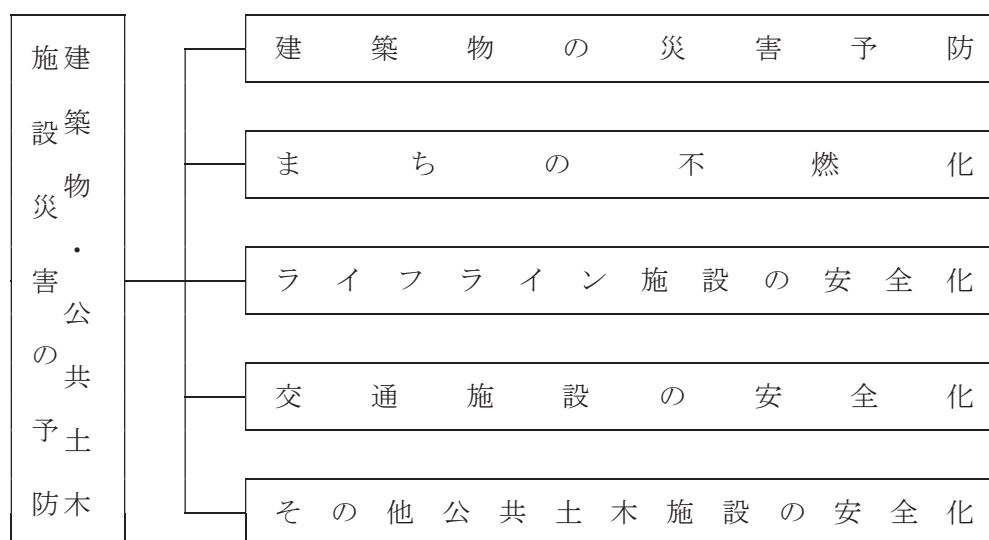 建築物・公共土木
施設災害の予防
建築物の災害予防
まちの不燃化
ライフライン施設の安全化
交通施設の安全化
その他公共土木施設の安全化